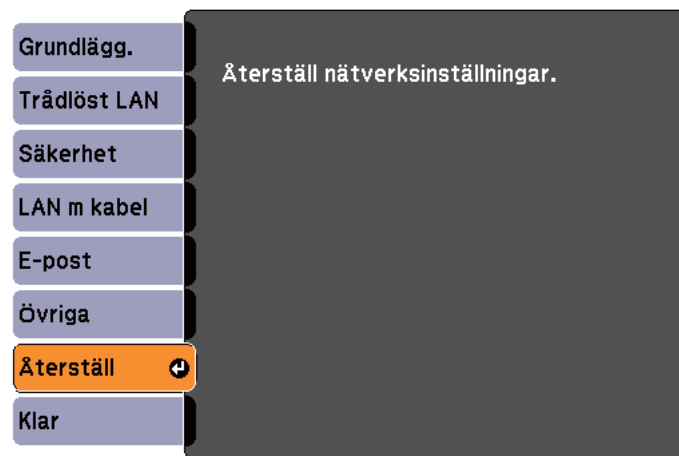 Grundlägg.
Trådlöst LAN
Säkerhet
LAN m kabel
E-post
Övriga
Återställ
Klar
Återställ nätverksinställningar.